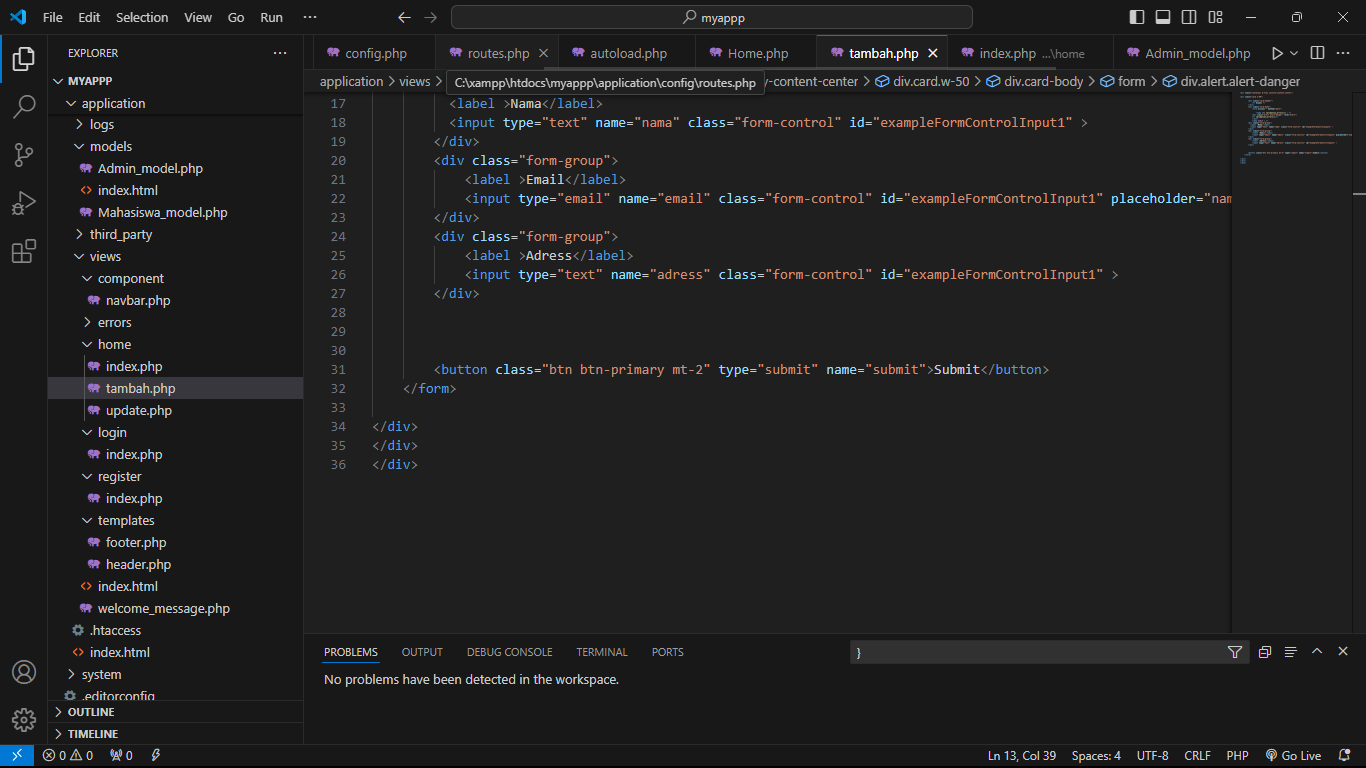 File Edit Selection View Go Run ··· myappp
EXPLORER
MYAPPP
application
logs
models
Admin_model.php
index.html
Mahasiswa_model.php
third_party
views
component
navbar.php
errors
home
index.php
tambah.php
update.php
login
index.php
register
index.php
templates
footer.php
header.php
index.html
welcome_message.php
.htaccess
index.html
system
.editorconfig
OUTLINE
TIMELINE
config.php routes.php autoload.php Home.php tambah.php index.php ...\home Admin_model.php
application > views > y-content-center > div.card.w-50 > div.card-body > form > div.alert.alert-danger
C:\xampp\htdocs\myappp\application\config\routes.php
17 <label >Nama</label>
18 <input type="text" name="nama" class="form-control" id="exampleFormControlInput1" >
19 </div>
20 <div class="form-group">
21 <label >Email</label>
22 <input type="email" name="email" class="form-control" id="exampleFormControlInput1" placeholder="nam
23 </div>
24 <div class="form-group">
25 <label >Adress</label>
26 <input type="text" name="adress" class="form-control" id="exampleFormControlInput1" >
27 </div>
28
29
30
31 <button class="btn btn-primary mt-2" type="submit" name="submit">Submit</button>
32 </form>
33
34 </div>
35 </div>
36 </div>
PROBLEMS OUTPUT DEBUG CONSOLE TERMINAL PORTS }
No problems have been detected in the workspace.
0 0 0 Ln 13, Col 39 Spaces: 4 UTF-8 CRLF PHP Go Live